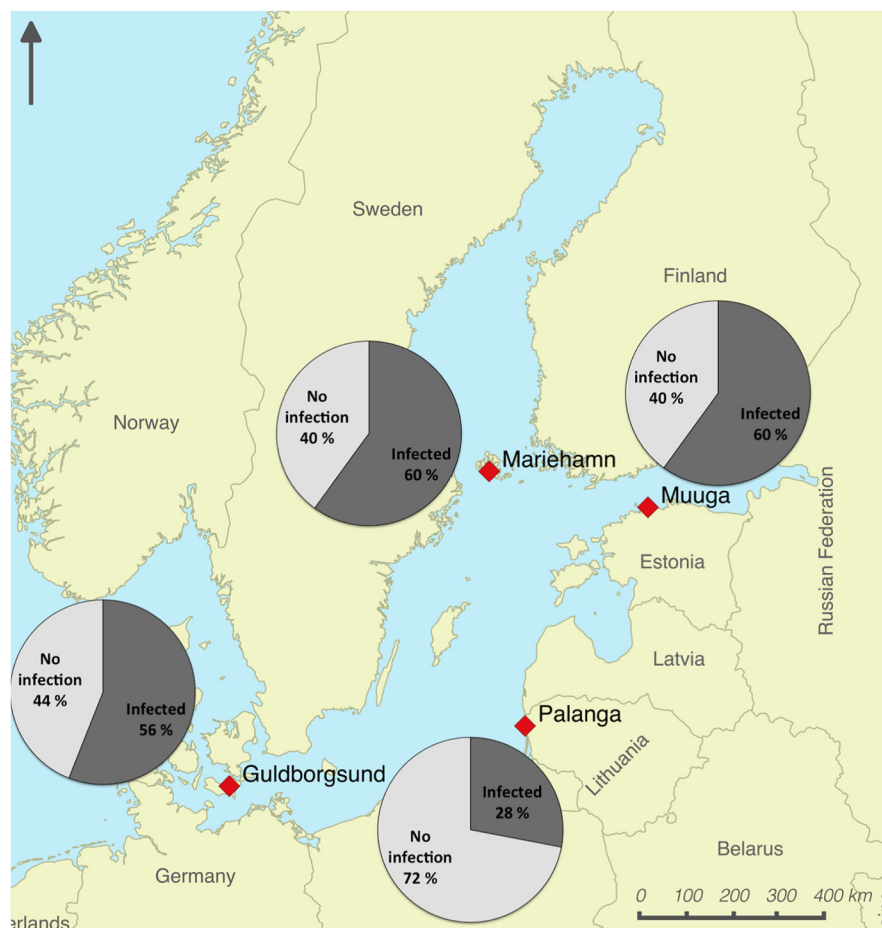 Sweden
Finland
No
infection
40 %
Infected
60 %
No
infection
40 %
Infected
60 %
Norway
Mariehamn
Muuga
Russian Federation
Estonia
No
infection
44 %
Infected
56 %
Latvia
Palanga
Lithuania
Guldborgsund
Infected
28 %
No
infection
72 %
Belarus
Germany
erlands
0 100 200 300 400 km